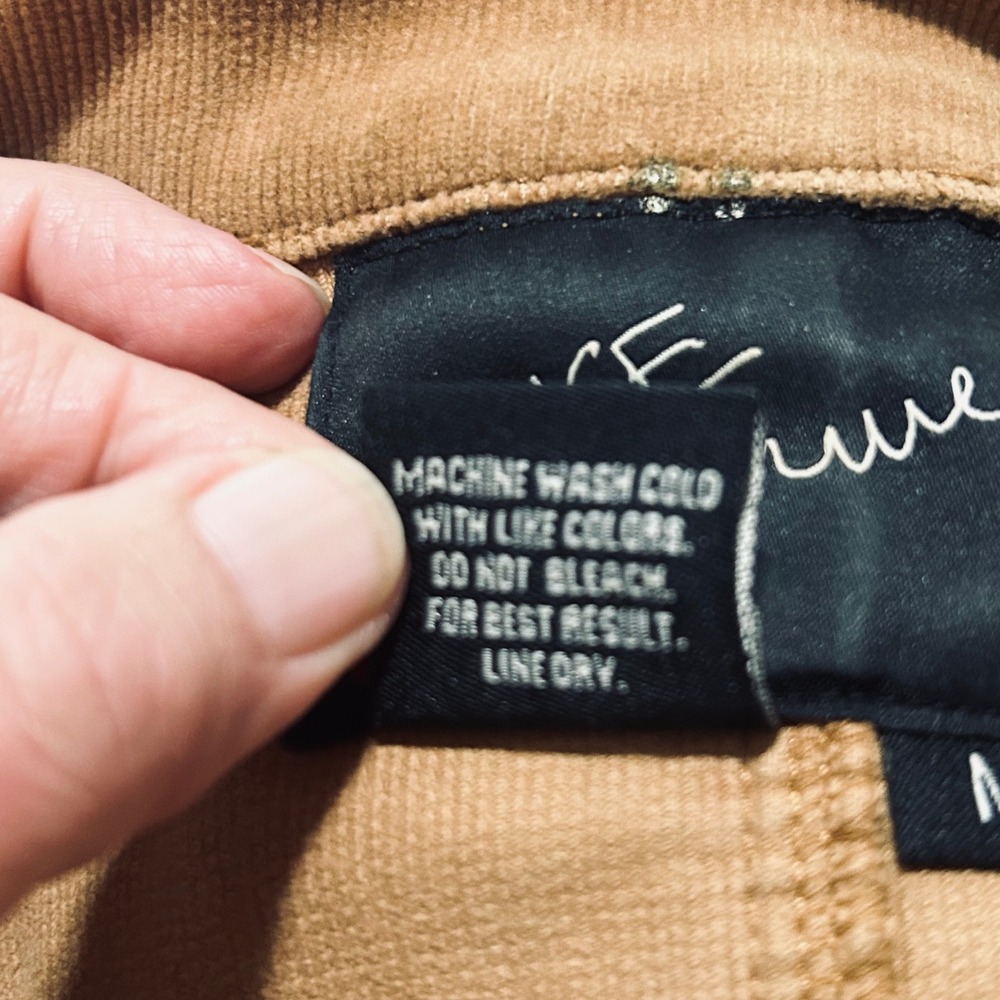 MACHINE WASH COLD
WITH LIKE COLORS.
DO NOT BLEACH.
FOR BEST RESULT.
LINE DRY.